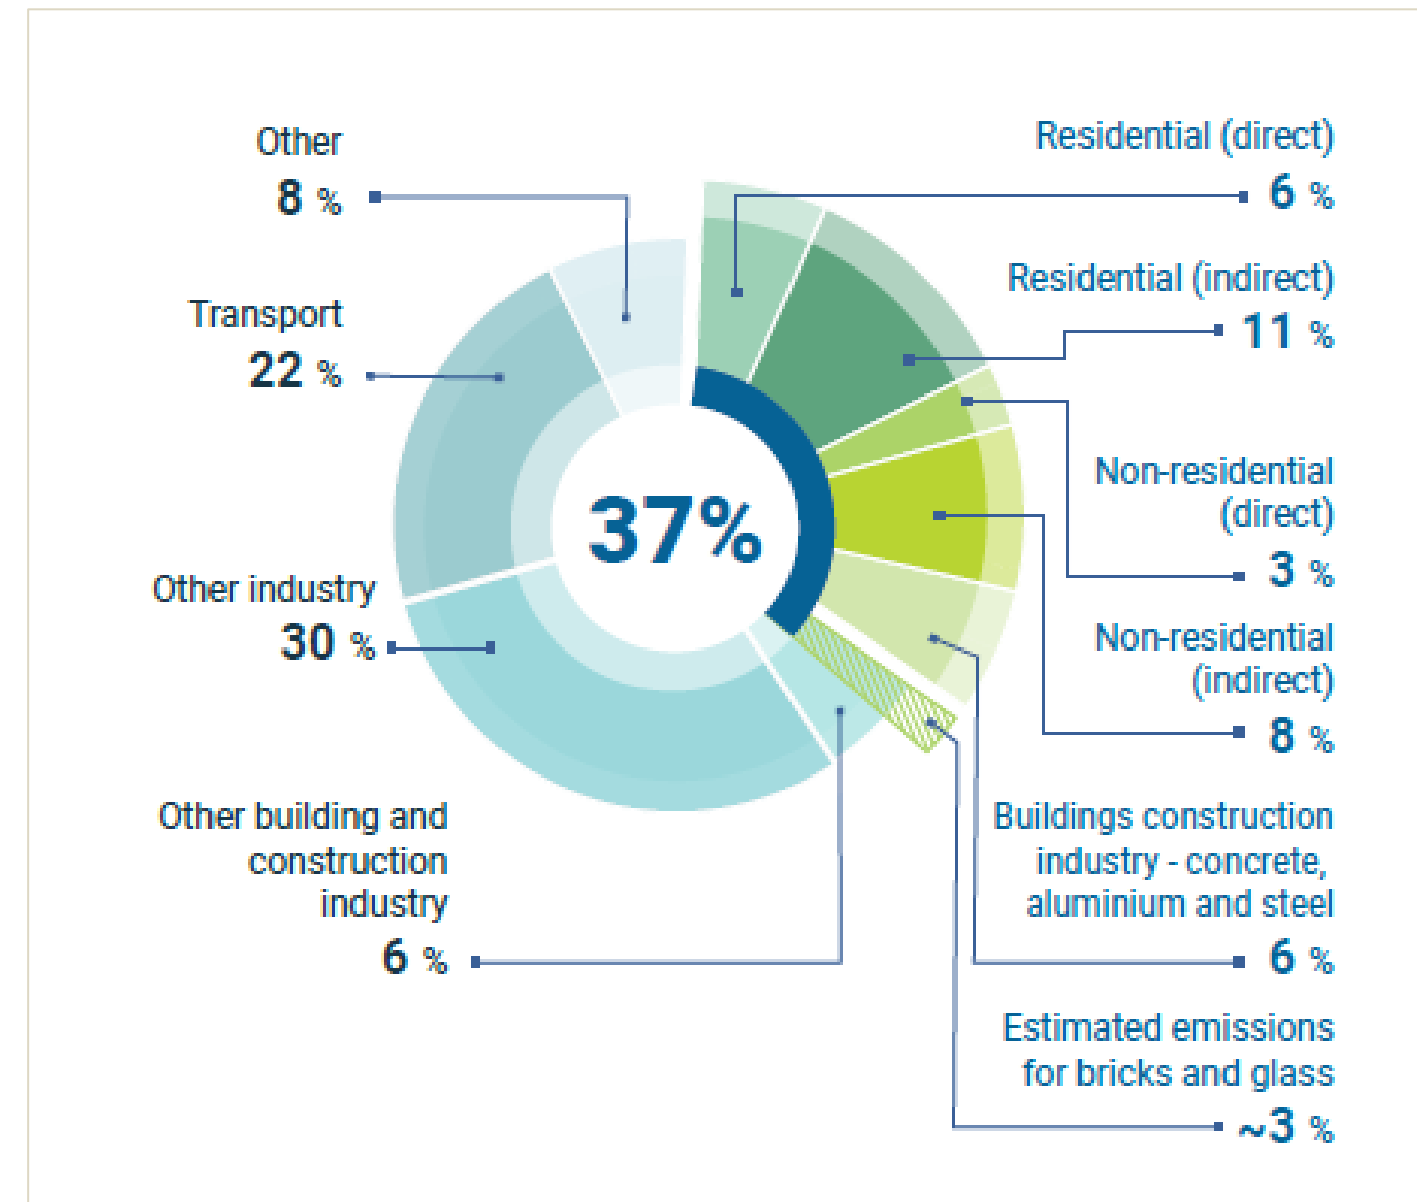 Other
8 %
Transport
22 %
Other industry
30 %
Other building and
construction
industry
6 %
37%
Residential (direct)
6 %
Residential (indirect)
11 %
Non-residential
(direct)
3 %
Non-residential
(indirect)
8 %
Buildings construction
industry - concrete,
aluminium and steel
6 %
Estimated emissions
for bricks and glass
~3 %